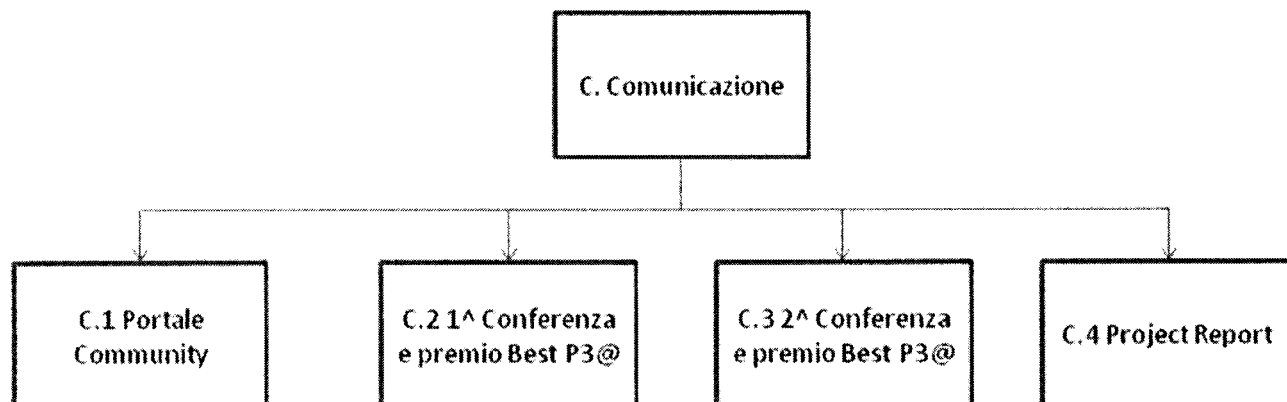 C. Comunicazione
C.1 Portale
Community
C.2 1^ Conferenza
e premio Best P3@
C.3 2^ Conferenza
e premio Best P3@
C.4 Project Report